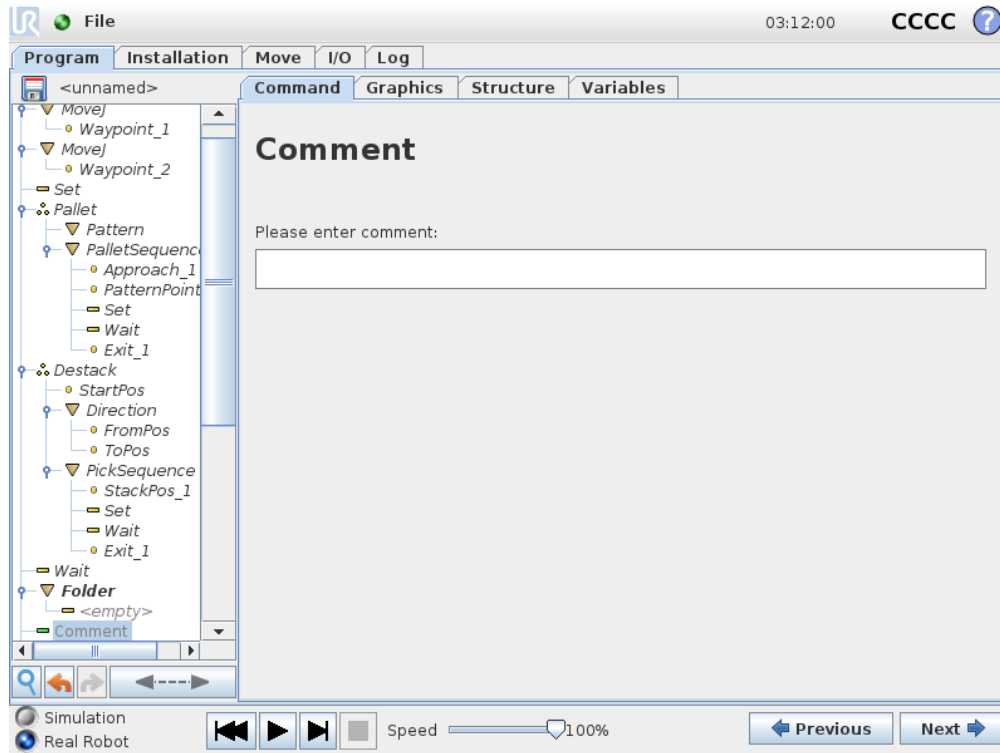 UR File 03:12:00 CCCC ?
Program Installation Move I/O Log
<unnamed>
Command Graphics Structure Variables
MoveJ
Waypoint_1
MoveJ
Waypoint_2
Set
Pallet
Pattern
PalletSequenc
Approach_1
PatternPoint
Set
Wait
Exit_1
Destack
StartPos
Direction
FromPos
ToPos
PickSequence
StackPos_1
Set
Wait
Exit_1
Wait
Folder
<empty>
Comment
Comment
Please enter comment:
Simulation
Real Robot
Speed 100%
Previous Next